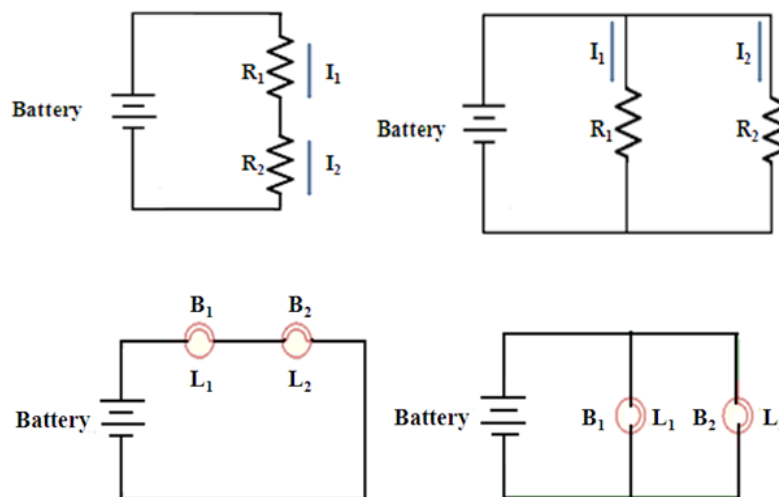 R₁ I₁
Battery
R₂ I₂
I₁ I₂
Battery
R₁ R₂
B₁ B₂
L₁ L₂
Battery
Battery B₁ L₁ B₂ L